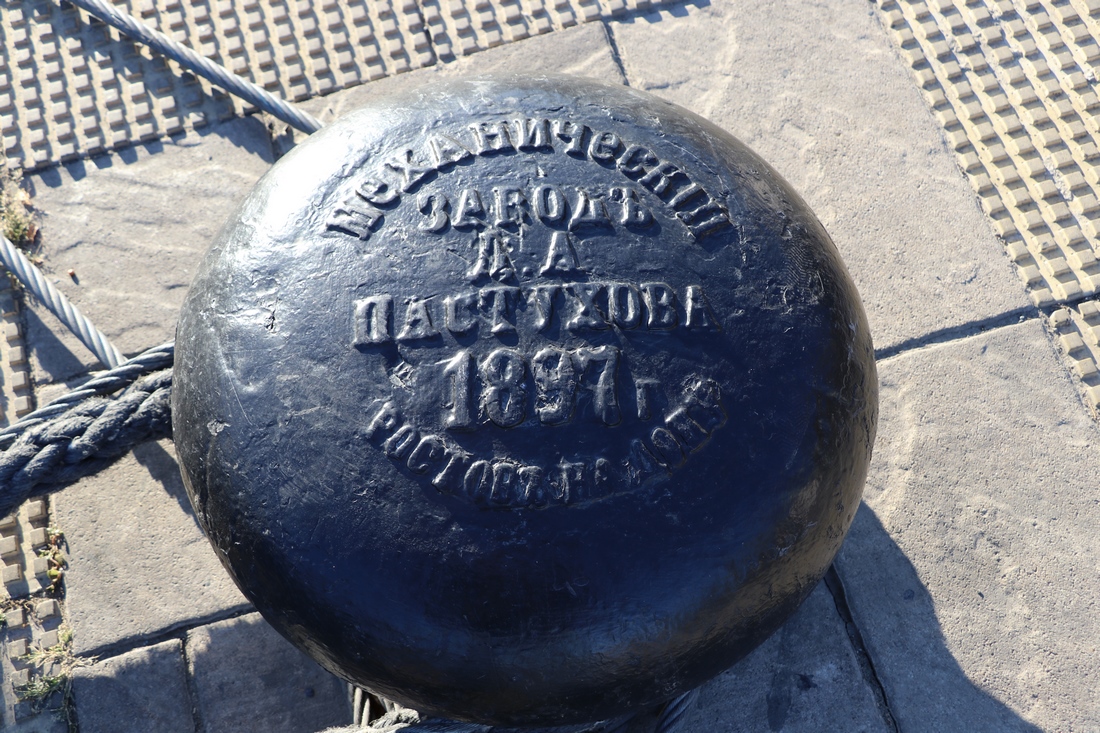 МЕХАНИЧЕСКІЙ
ЗАВОДЪ
Д.А
ПАСТУХОВА
1897 г.
РОСТОВЪ НА ДОНУ